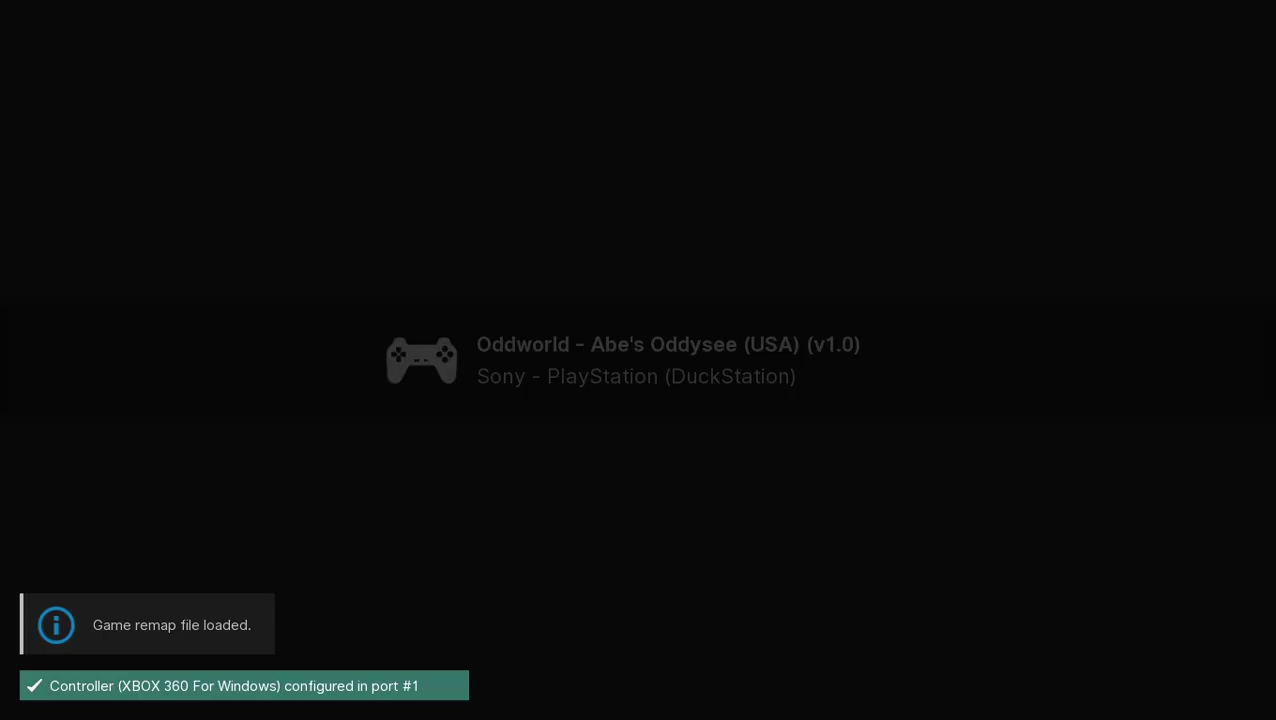 Oddworld - Abe's Oddysee (USA) (v1.0)
Sony - PlayStation (DuckStation)
Game remap file loaded.
Controller (XBOX 360 For Windows) configured in port #1